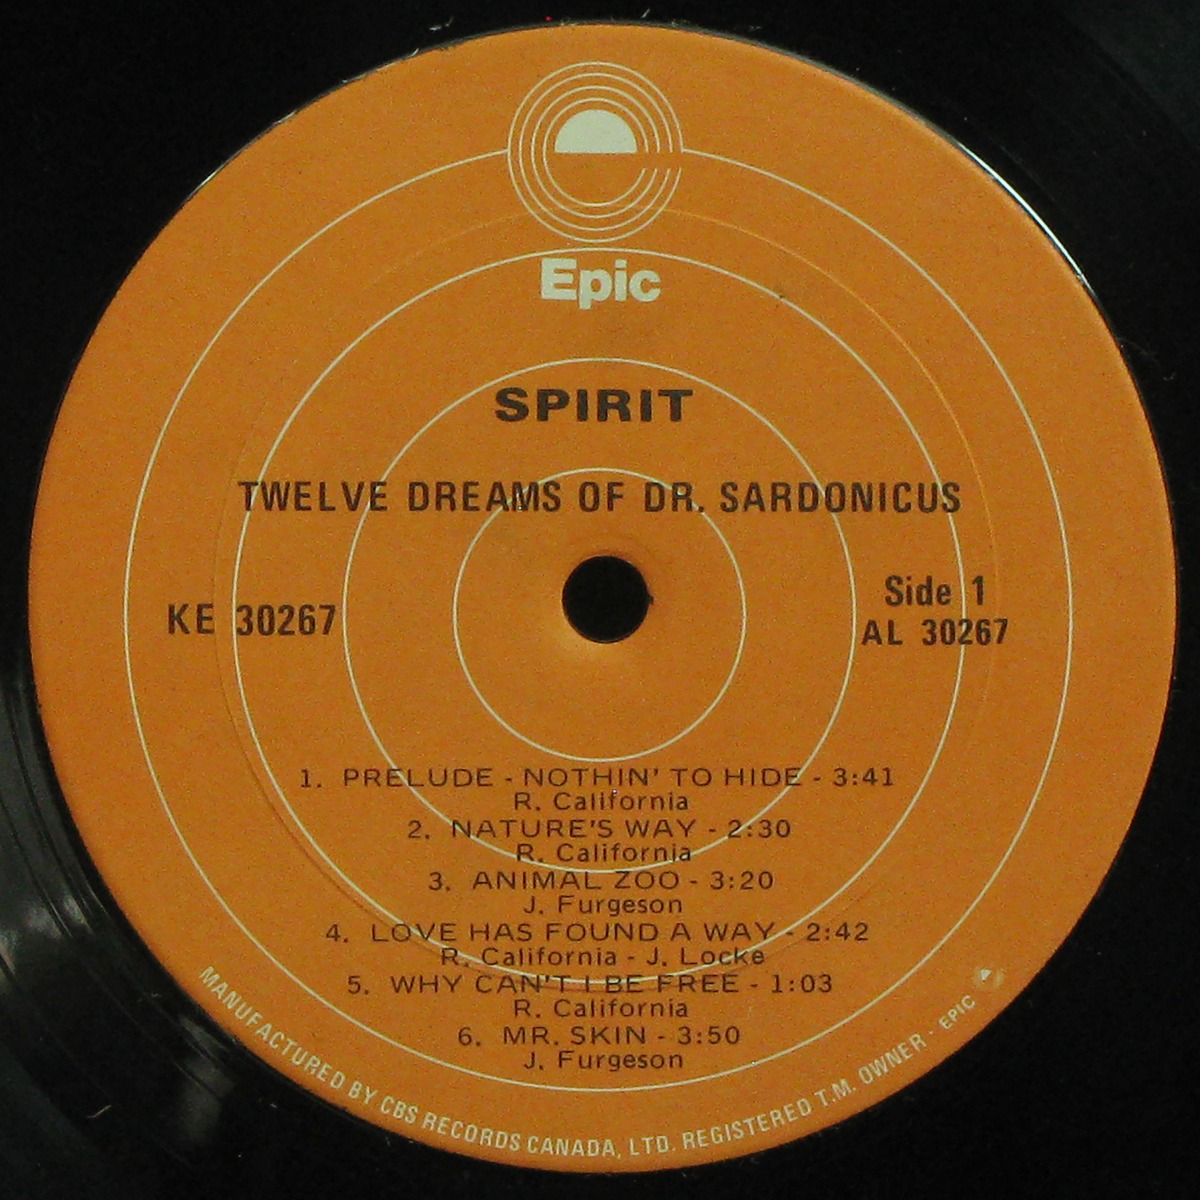 Epic
SPIRIT
TWELVE DREAMS OF DR. SARDONICUS
KE 30267
Side 1
AL 30267
1. PRELUDE - NOTHIN' TO HIDE - 3:41
R. California
2. NATURE'S WAY - 2:30
R. California
3. ANIMAL ZOO - 3:20
J. Furgeson
4. LOVE HAS FOUND A WAY - 2:42
R. California - J. Locke
5. WHY CAN'T I BE FREE - 1:03
R. California
6. MR. SKIN - 3:50
J. Furgeson
MANUFACTURED BY CBS RECORDS CANADA, LTD. REGISTERED T.M. OWNER - EPIC